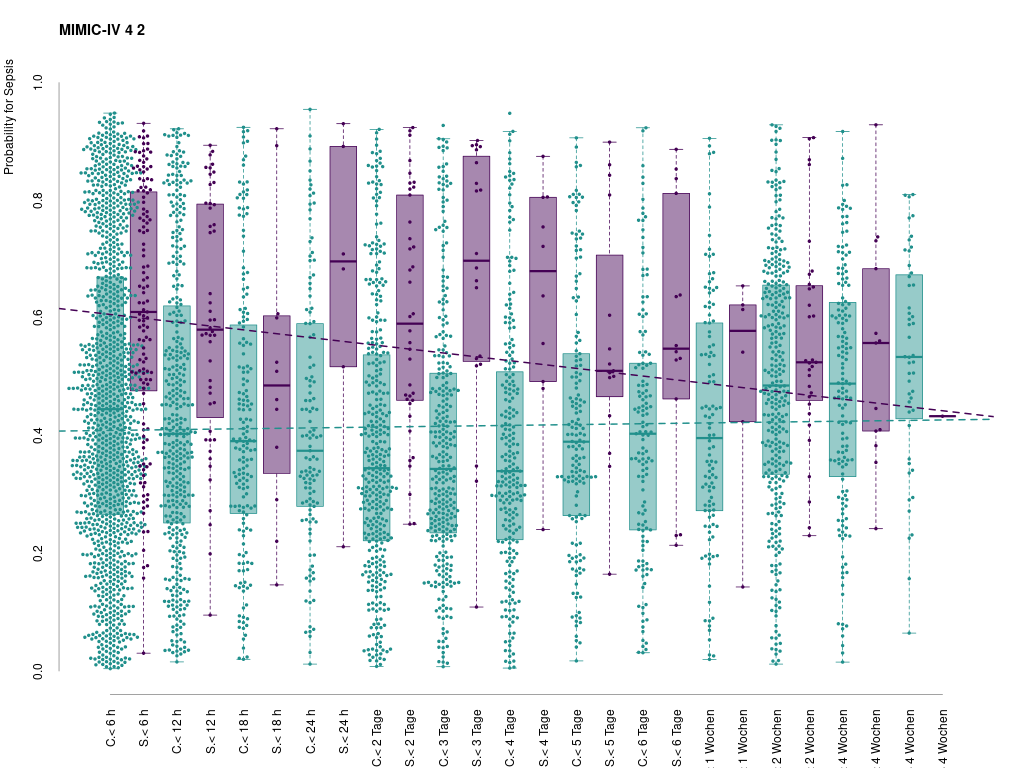 MIMIC-IV 4 2
Probability for Sepsis
1.0
0.8
0.6
0.4
0.2
0.0
C.< 6 h
S.< 6 h
C.< 12 h
S.< 12 h
C.< 18 h
S.< 18 h
C.< 24 h
S.< 24 h
C.< 2 Tage
S.< 2 Tage
C.< 3 Tage
S.< 3 Tage
C.< 4 Tage
S.< 4 Tage
C.< 5 Tage
S.< 5 Tage
C.< 6 Tage
S.< 6 Tage
1 Wochen
1 Wochen
2 Wochen
2 Wochen
4 Wochen
4 Wochen
4 Wochen
4 Wochen